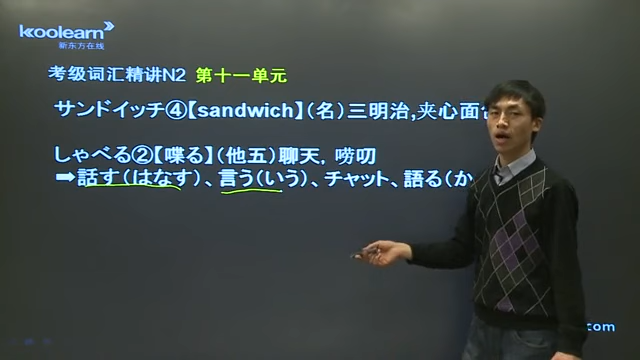 koolearn
新东方在线
考级词汇精讲N2 第十一单元
サンドイッチ④【sandwich】(名)三明治,夹心面
しゃべる②【喋る】(他五)聊天, 唠叨
➡話す(はなす)、言う(いう)、チャット、語る(か
.com